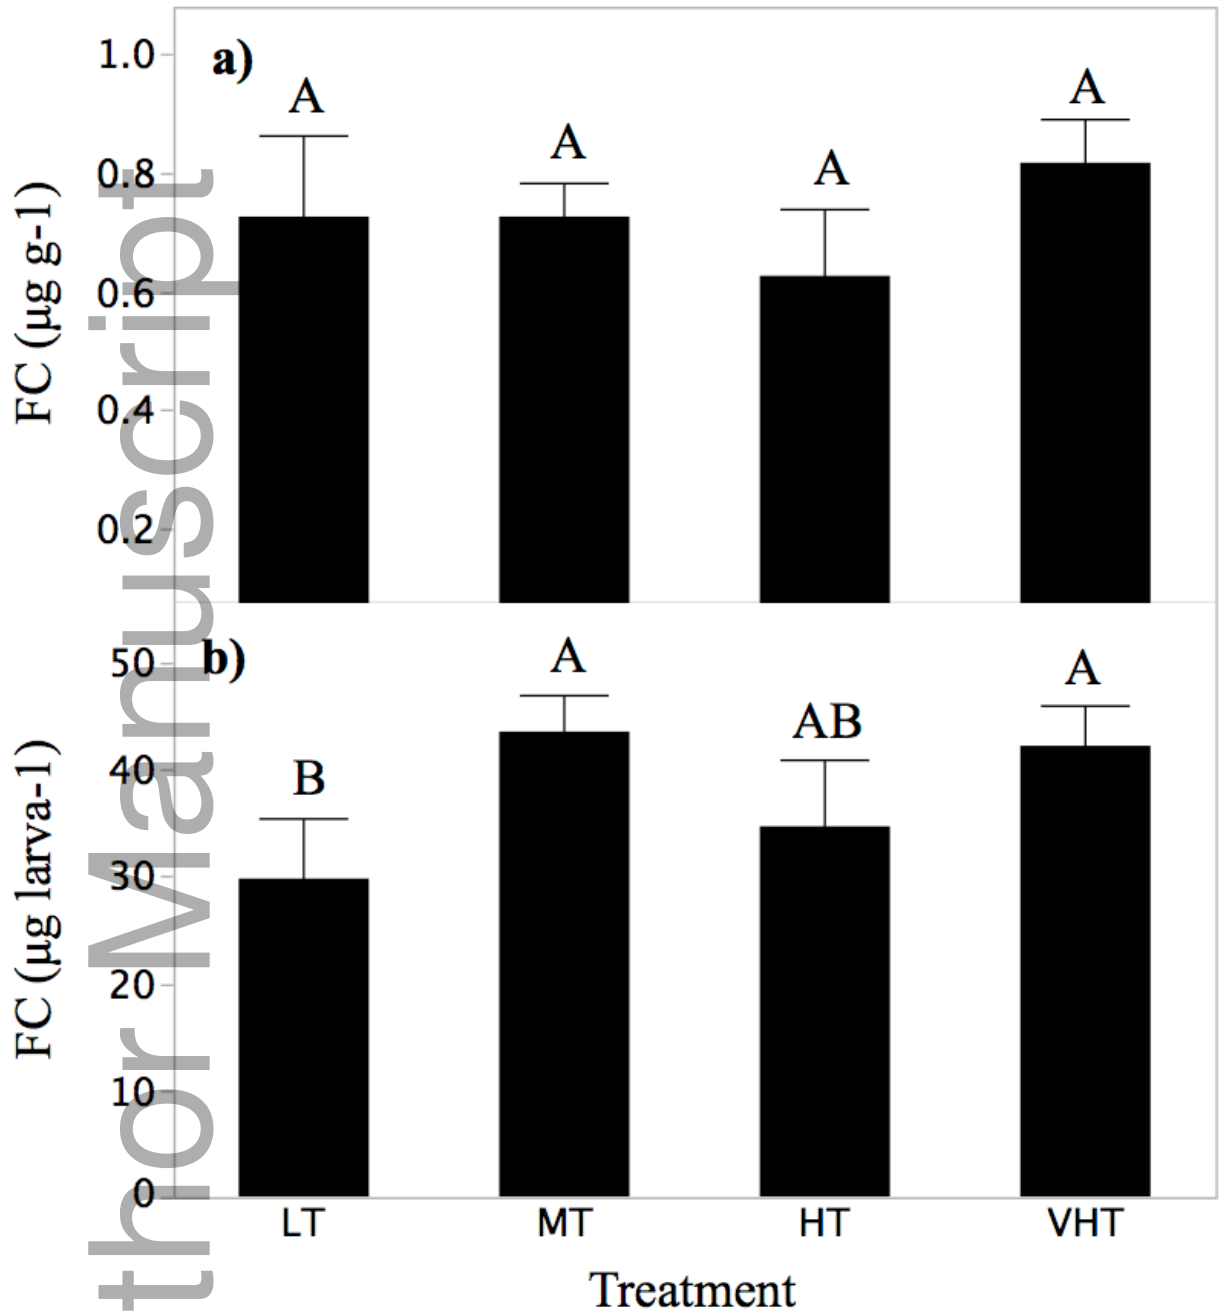 a)
1.0
0.8
0.6
0.4
0.2
FC (µg g-1)
A
A
A
A
b)
50
40
30
20
10
0
FC (µg larva-1)
B
A
AB
A
LT MT HT VHT
Treatment
thor Manuscript